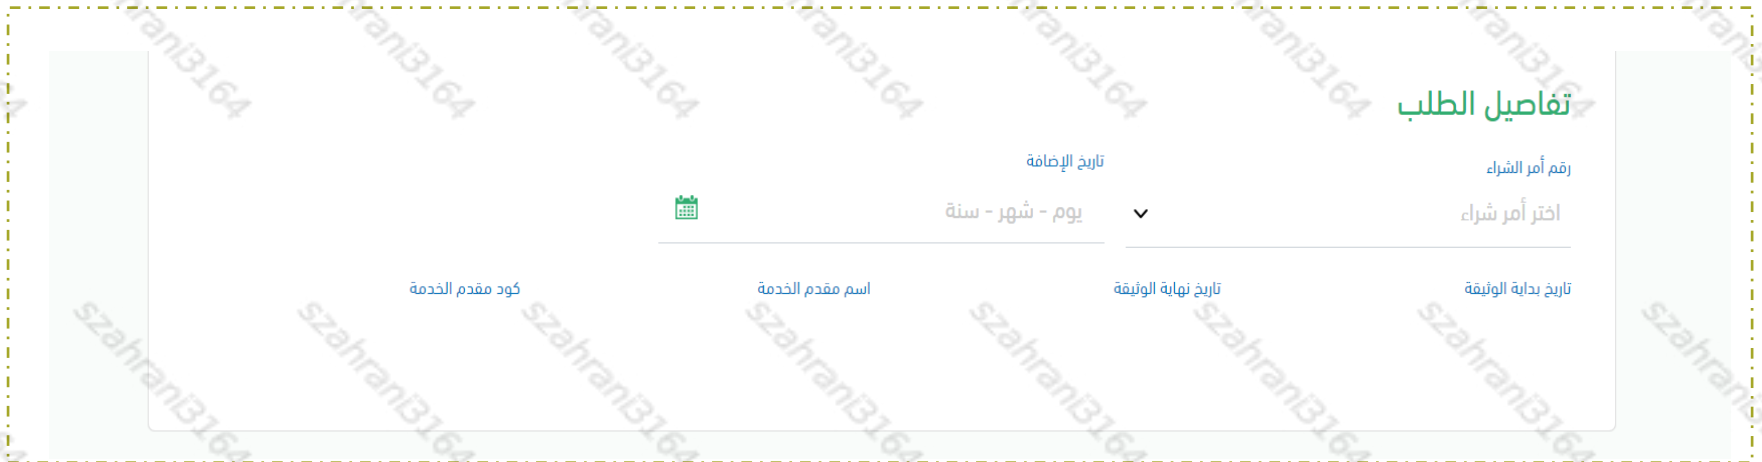 تفاصيل الطلب
رقم أمر الشراء
تاريخ الإضافة
اختر أمر شراء
يوم - شهر - سنة
تاريخ بداية الوثيقة
تاريخ نهاية الوثيقة
اسم مقدم الخدمة
كود مقدم الخدمة
szahrani3164